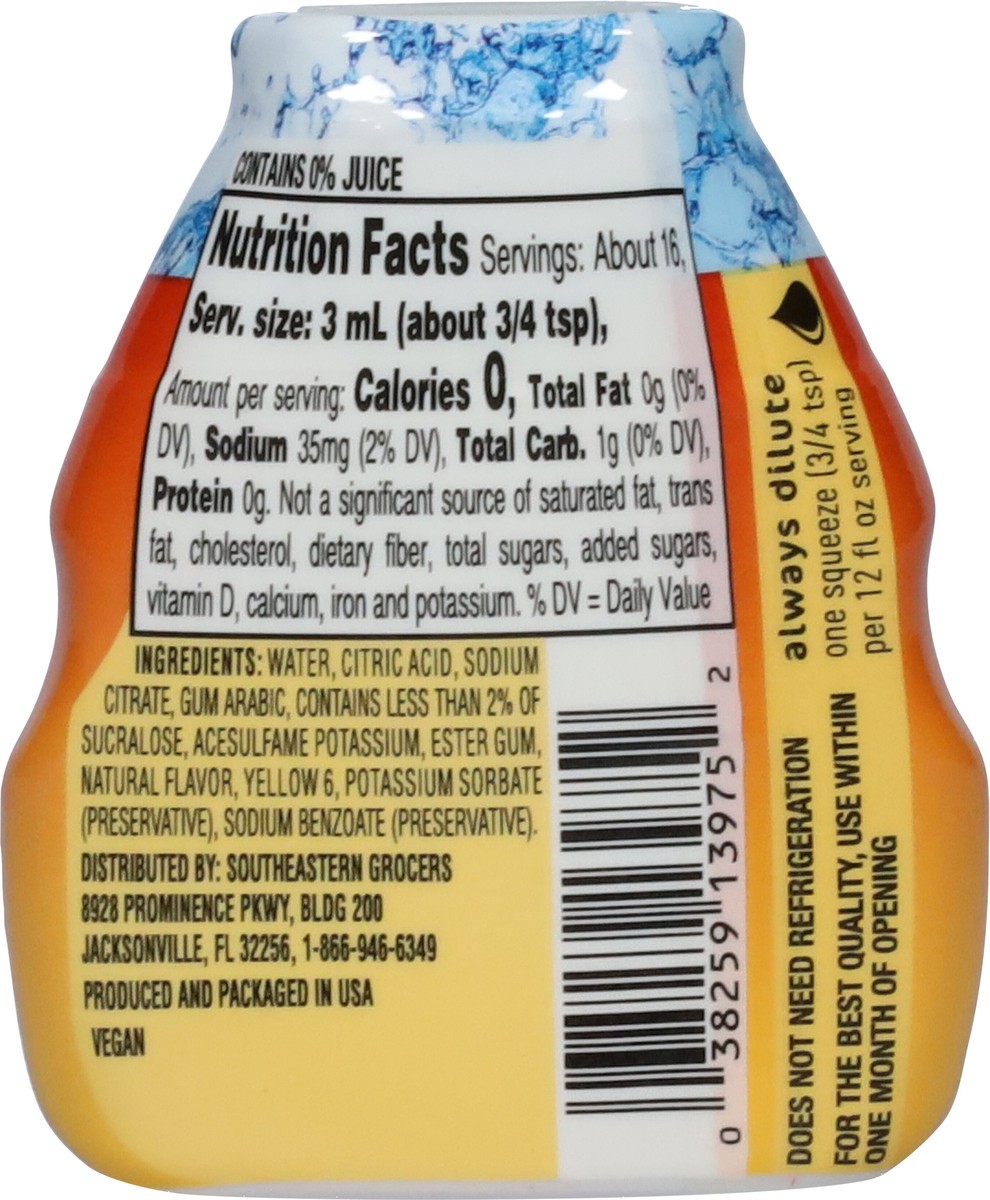 CONTAINS 0% JUICE
Nutrition Facts Servings: About 16,
Serv. size: 3 mL (about 3/4 tsp),
Amount per serving: Calories 0, Total Fat 0g (0%
DV), Sodium 35mg (2% DV), Total Carb. 1g (0% DV),
Protein 0g. Not a significant source of saturated fat, trans
fat, cholesterol, dietary fiber, total sugars, added sugars,
vitamin D, calcium, iron and potassium. % DV = Daily Value
INGREDIENTS: WATER, CITRIC ACID, SODIUM
CITRATE, GUM ARABIC, CONTAINS LESS THAN 2% OF
SUCRALOSE, ACESULFAME POTASSIUM, ESTER GUM,
NATURAL FLAVOR, YELLOW 6, POTASSIUM SORBATE
(PRESERVATIVE), SODIUM BENZOATE (PRESERVATIVE).
DISTRIBUTED BY: SOUTHEASTERN GROCERS
8928 PROMINENCE PKWY, BLDG 200
JACKSONVILLE, FL 32256, 1-866-946-6349
PRODUCED AND PACKAGED IN USA
VEGAN
0 38259 13975 2
always dilute
one squeeze (3/4 tsp)
per 12 fl oz serving
DOES NOT NEED REFRIGERATION
FOR THE BEST QUALITY, USE WITHIN
ONE MONTH OF OPENING